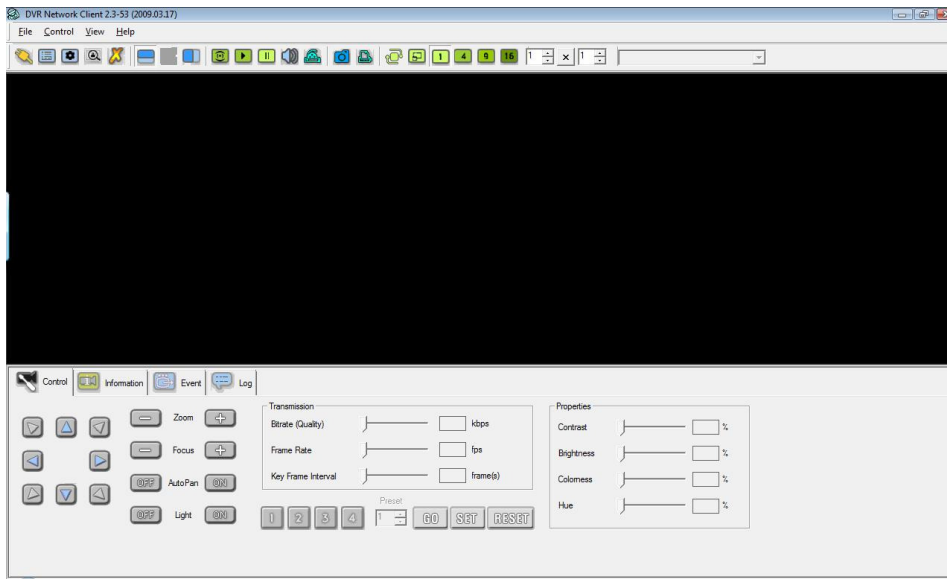 DVR Network Client 2.3-53 (2009.03.17)
File Control View Help
1 4 9 16 1 x 1
Control Information Event Log
Transmission Properties
Zoom Bitrate (Quality) kbps Contrast %
Focus Frame Rate fps Brightness %
OFF AutoPan ON Key Frame Interval frame(s) Colorness %
Preset Hue %
OFF Light ON 1 2 3 4 1 GO SET RESET